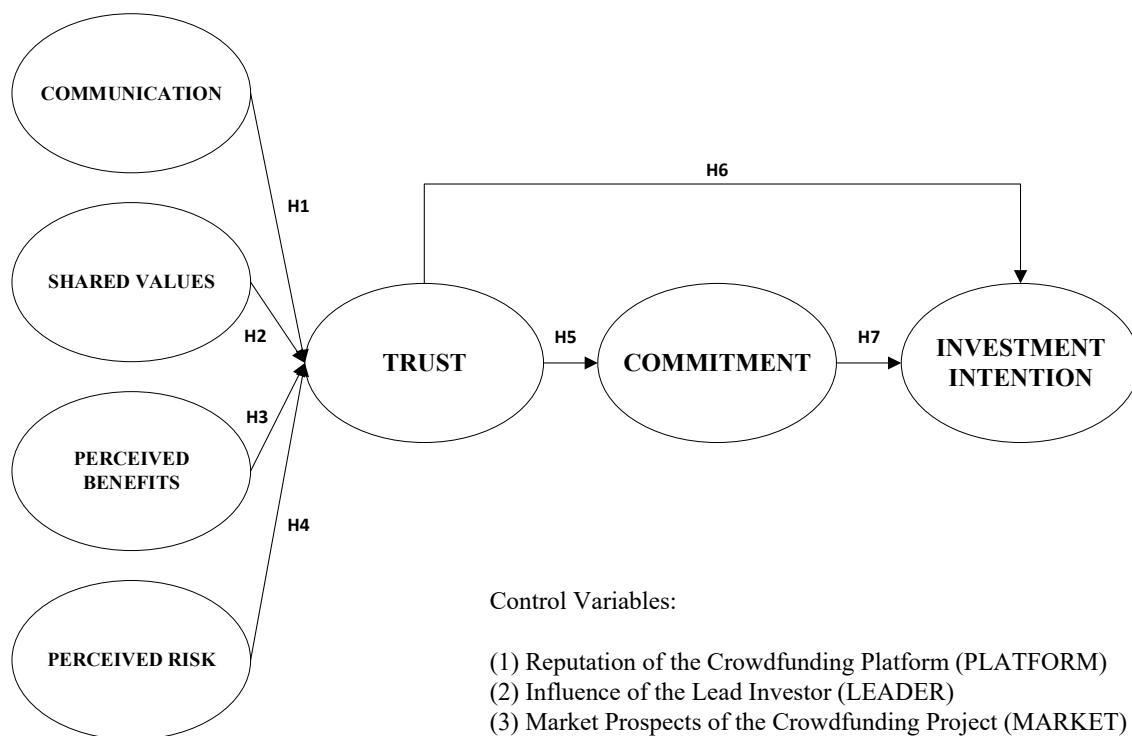 COMMUNICATION
H6
H1
SHARED VALUES
H2
H5
H7
TRUST
COMMITMENT
INVESTMENT
INTENTION
H3
PERCEIVED
BENEFITS
H4
Control Variables:
PERCEIVED RISK
(1) Reputation of the Crowdfunding Platform (PLATFORM)
(2) Influence of the Lead Investor (LEADER)
(3) Market Prospects of the Crowdfunding Project (MARKET)